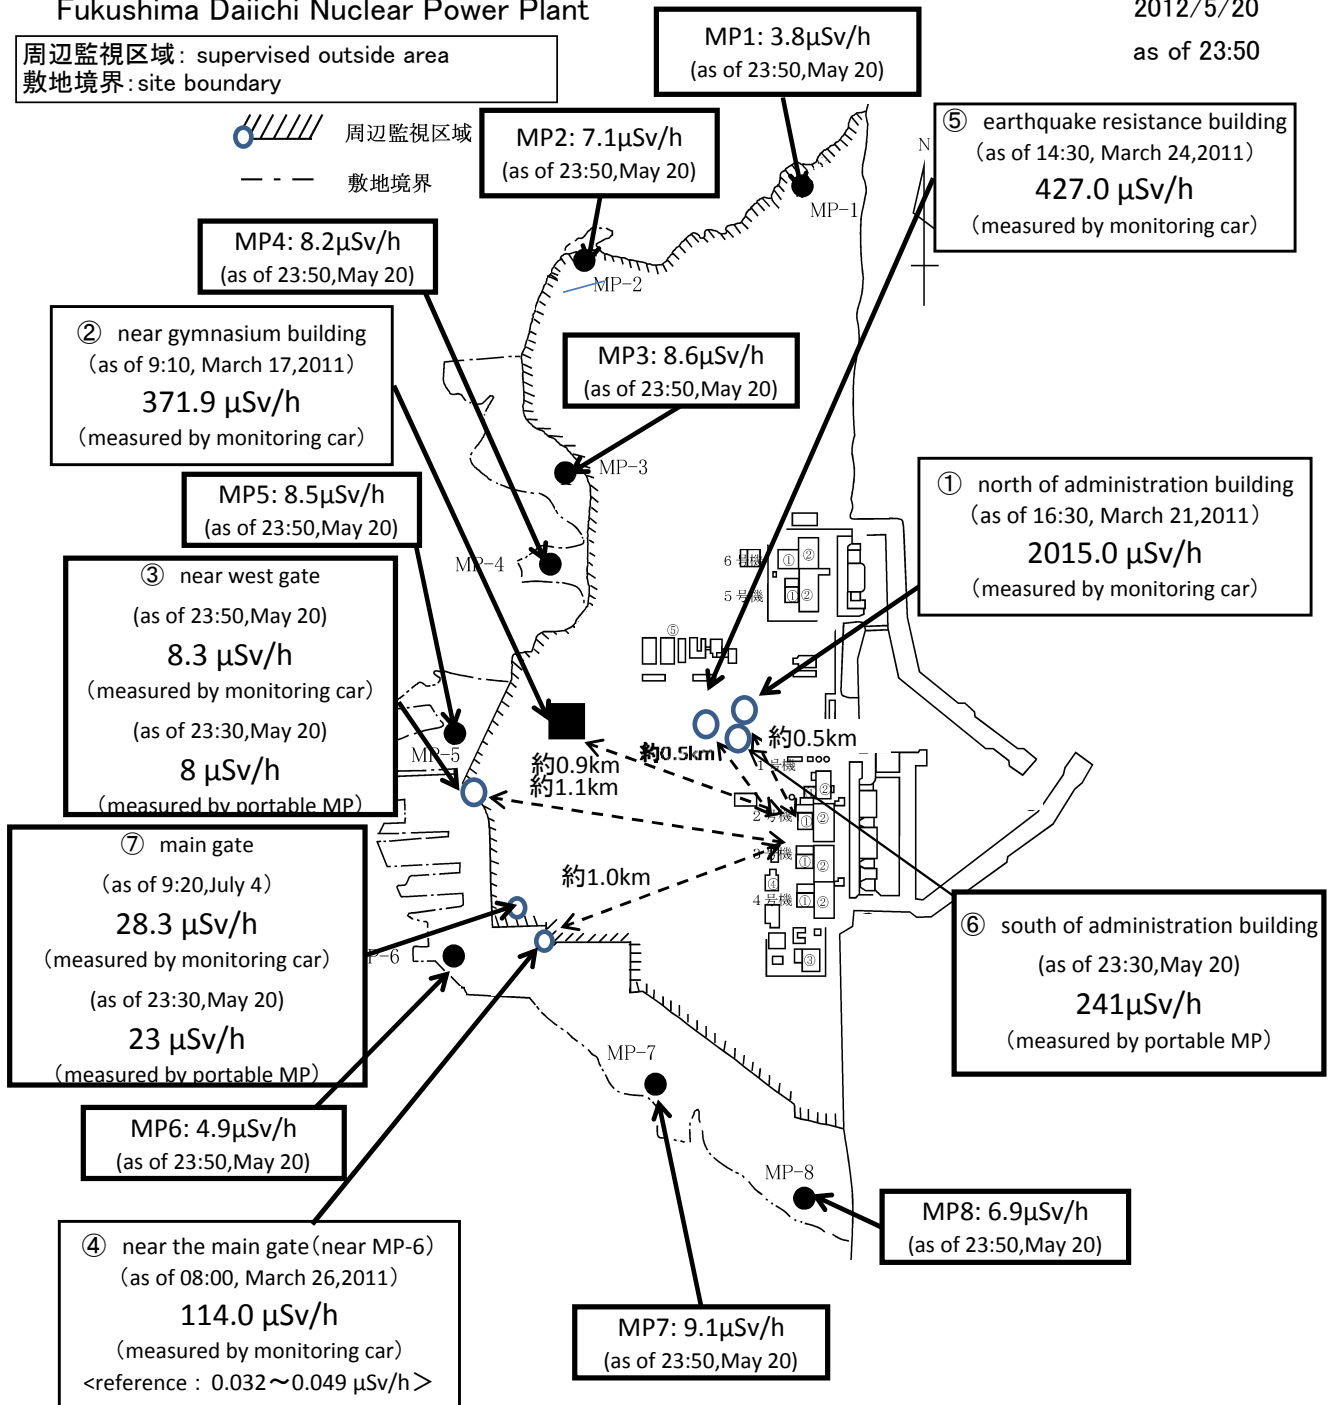 Fukushima Daiichi Nuclear Power Plant
2012/5/20
as of 23:50
周辺監視区域: supervised outside area
敷地境界:site boundary
周辺監視区域
敷地境界
MP1: 3.8μSv/h
(as of 23:50,May 20)
MP2: 7.1μSv/h
(as of 23:50,May 20)
⑤ earthquake resistance building
(as of 14:30, March 24,2011)
427.0 μSv/h
(measured by monitoring car)
N
MP-1
MP4: 8.2μSv/h
(as of 23:50,May 20)
MP-2
② near gymnasium building
(as of 9:10, March 17,2011)
371.9 μSv/h
(measured by monitoring car)
MP3: 8.6μSv/h
(as of 23:50,May 20)
MP-3
MP5: 8.5μSv/h
(as of 23:50,May 20)
① north of administration building
(as of 16:30, March 21,2011)
2015.0 μSv/h
(measured by monitoring car)
MP-4
③ near west gate
(as of 23:50,May 20)
8.3 μSv/h
(measured by monitoring car)
(as of 23:30,May 20)
8 μSv/h
(measured by portable MP)
6号機
①
②
5号機
①
②
⑤
MP-5
約0.9km
約1.1km
約0.5km
約0.5km
1号機
②
2号機
①
②
3号機
①
②
④
4号機
①
②
③
約1.0km
⑦ main gate
(as of 9:20,July 4)
28.3 μSv/h
(measured by monitoring car)
(as of 23:30,May 20)
23 μSv/h
(measured by portable MP)
P-6
⑥ south of administration building
(as of 23:30,May 20)
241μSv/h
(measured by portable MP)
MP-7
MP6: 4.9μSv/h
(as of 23:50,May 20)
MP-8
MP8: 6.9μSv/h
(as of 23:50,May 20)
④ near the main gate(near MP-6)
(as of 08:00, March 26,2011)
114.0 μSv/h
(measured by monitoring car)
<reference : 0.032～0.049 μSv/h>
MP7: 9.1μSv/h
(as of 23:50,May 20)